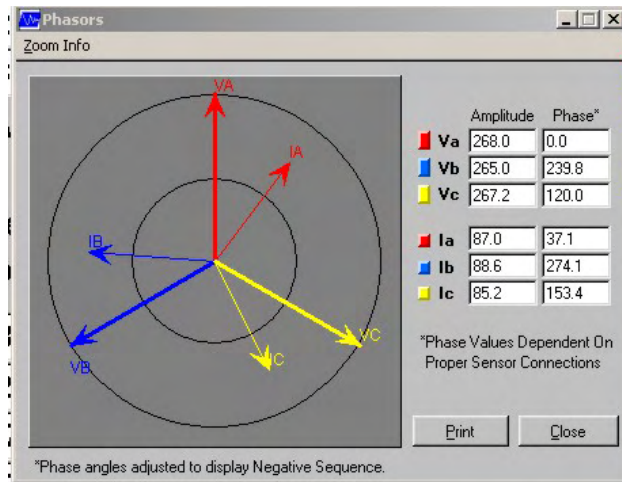 Phasors
Zoom Info
VA
IA
IB
VB
VC
IC
Amplitude Phase*
Va 268.0 0.0
Vb 265.0 239.8
Vc 267.2 120.0
Ia 87.0 37.1
Ib 88.6 274.1
Ic 85.2 153.4
*Phase Values Dependent On
Proper Sensor Connections
Print Close
*Phase angles adjusted to display Negative Sequence.